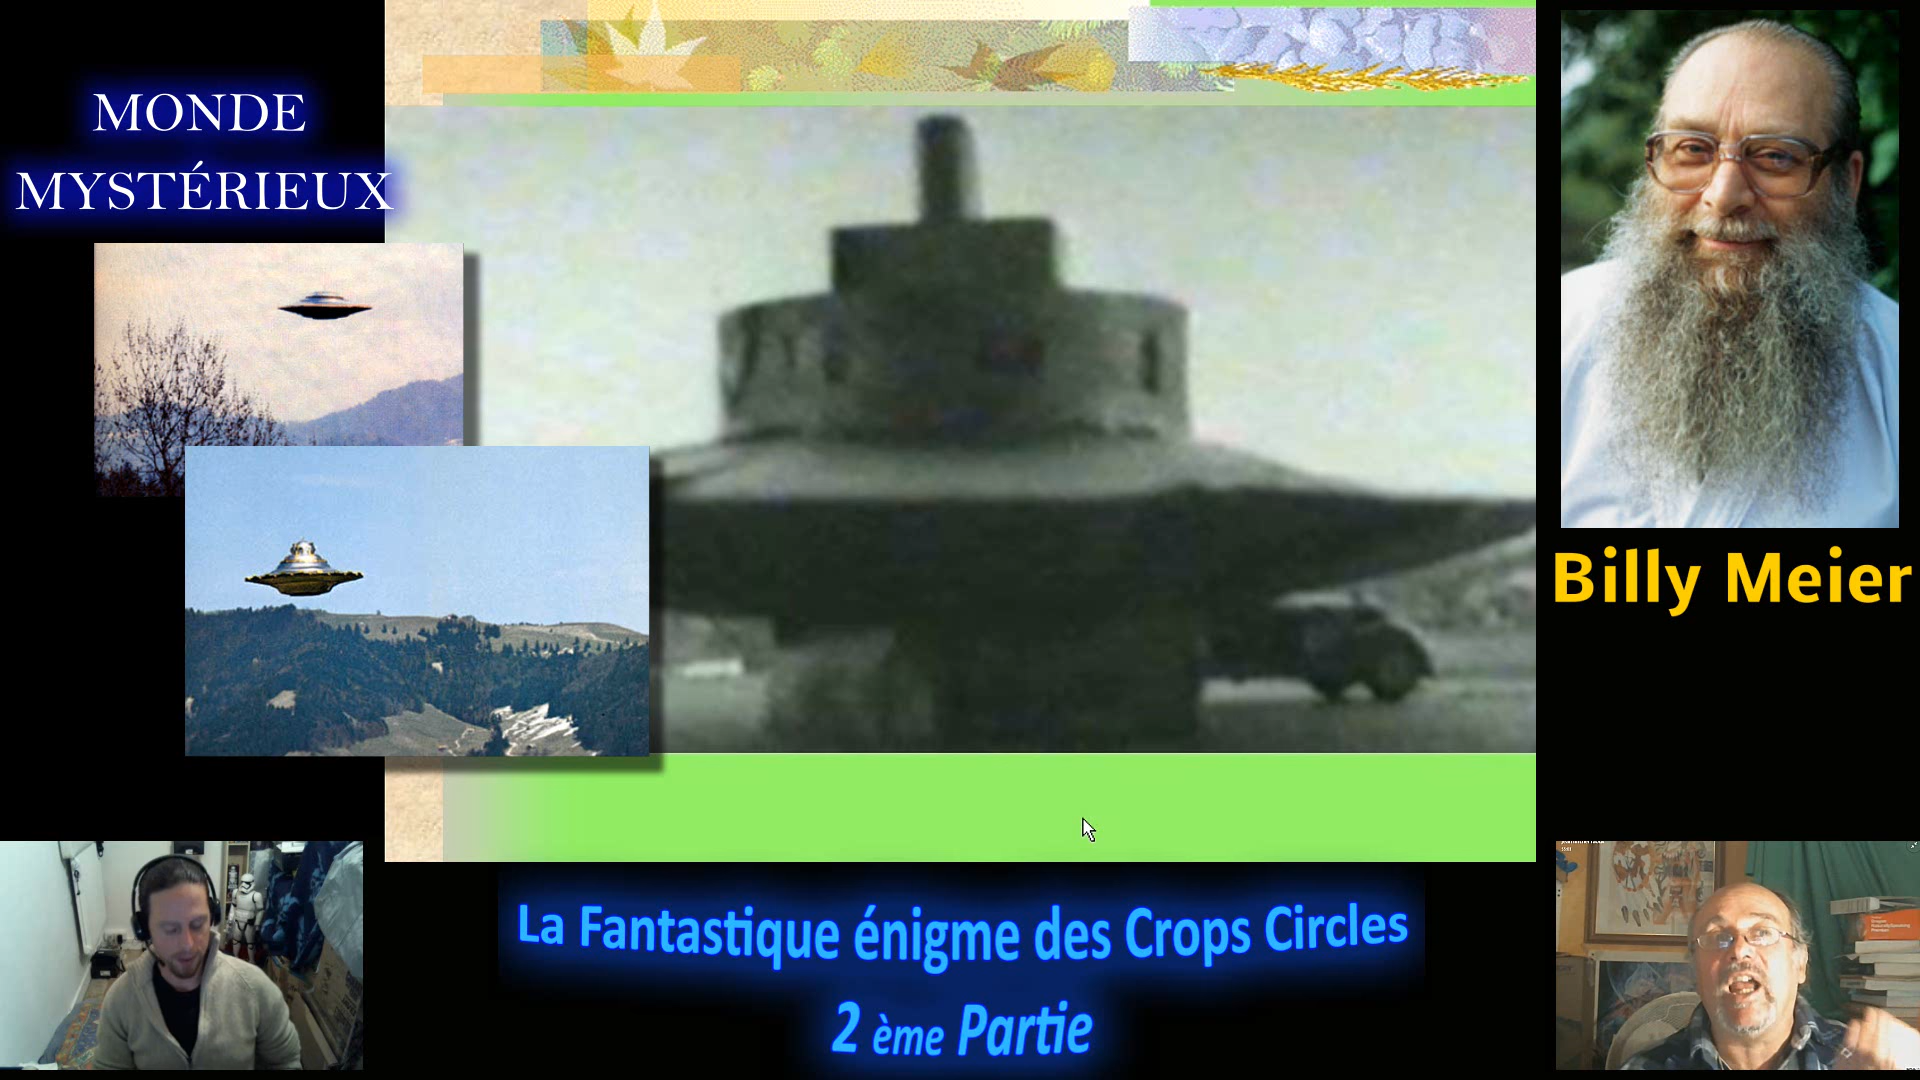 MONDE
MYSTÉRIEUX
Billy Meier
La Fantastique énigme des Crops Circles
2 ème Partie